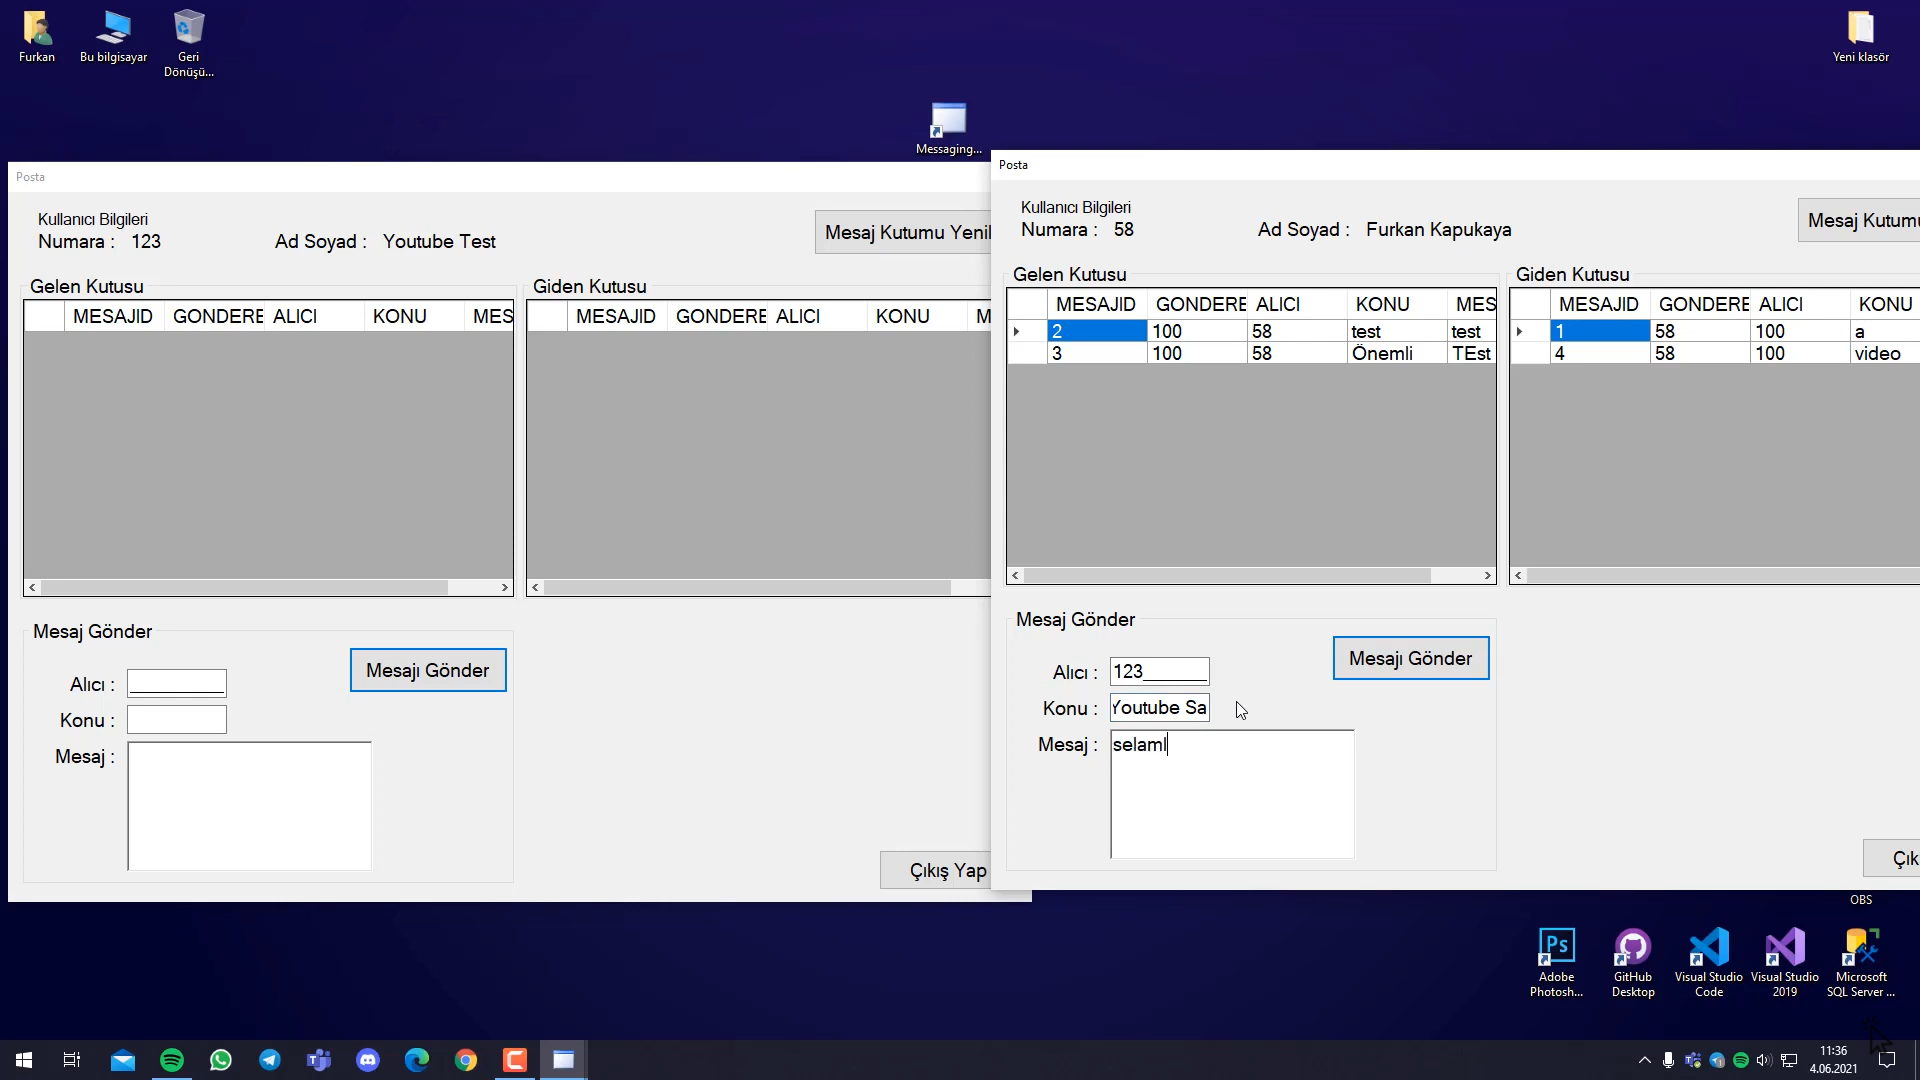 Furkan
Bu bilgisayar
Geri
Dönüşü...
Messaging...
Yeni klasör
Posta
Kullanıcı Bilgileri
Numara : 123
Ad Soyad : Youtube Test
Mesaj Kutumu Yenil
Gelen Kutusu
MESAJID GONDERE ALICI KONU MES
Giden Kutusu
MESAJID GONDERE ALICI KONU M
Mesaj Gönder
Mesajı Gönder
Alıcı :
Konu :
Mesaj :
Çıkış Yap
Posta
Kullanıcı Bilgileri
Numara : 58
Ad Soyad : Furkan Kapukaya
Mesaj Kutumu
Gelen Kutusu
MESAJID GONDERE ALICI KONU MES
2 100 58 test test
3 100 58 Önemli TEst
Giden Kutusu
MESAJID GONDERE ALICI KONU
1 58 100 a
4 58 100 video
Mesaj Gönder
Mesajı Gönder
Alıcı : 123_______
Konu : Youtube Sa
Mesaj : selaml
Çık
OBS
Ps
Adobe
Photosh...
GitHub
Desktop
Visual Studio
Code
Visual Studio
2019
Microsoft
SQL Server ...
11:36
4.06.2021